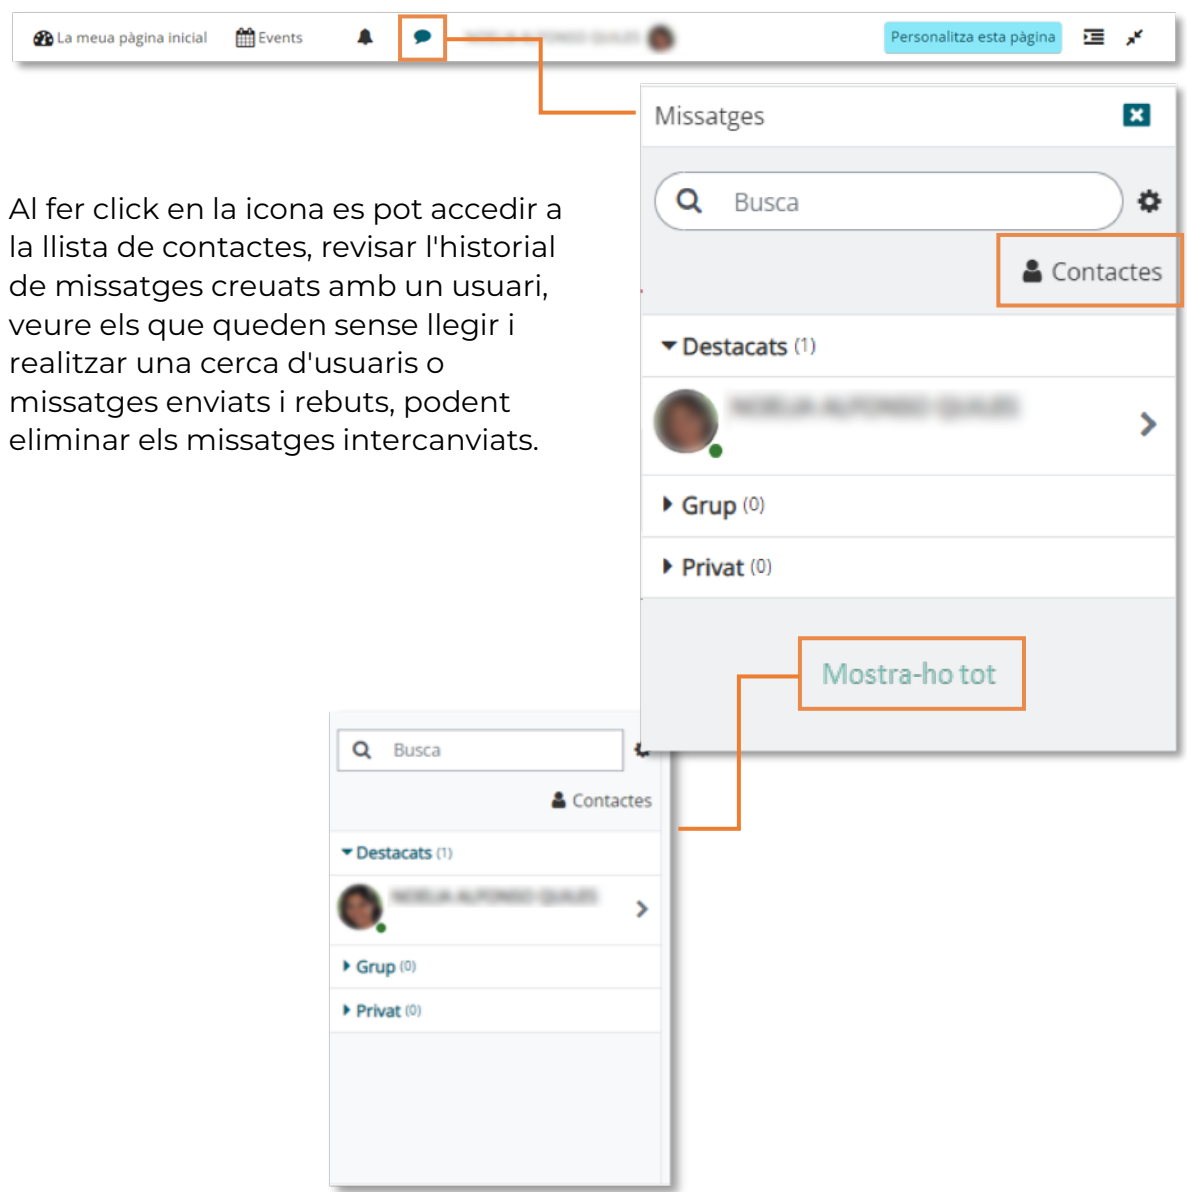 La meua pàgina inicial Events Personalitza esta pàgina
Missatges
Busca
Contactes
Al fer click en la icona es pot accedir a
la llista de contactes, revisar l'historial
de missatges creuats amb un usuari,
veure els que queden sense llegir i
realitzar una cerca d'usuaris o
missatges enviats i rebuts, podent
eliminar els missatges intercanviats.
Destacats (1)
Grup (0)
Privat (0)
Mostra-ho tot
Busca
Contactes
Destacats (1)
Grup (0)
Privat (0)